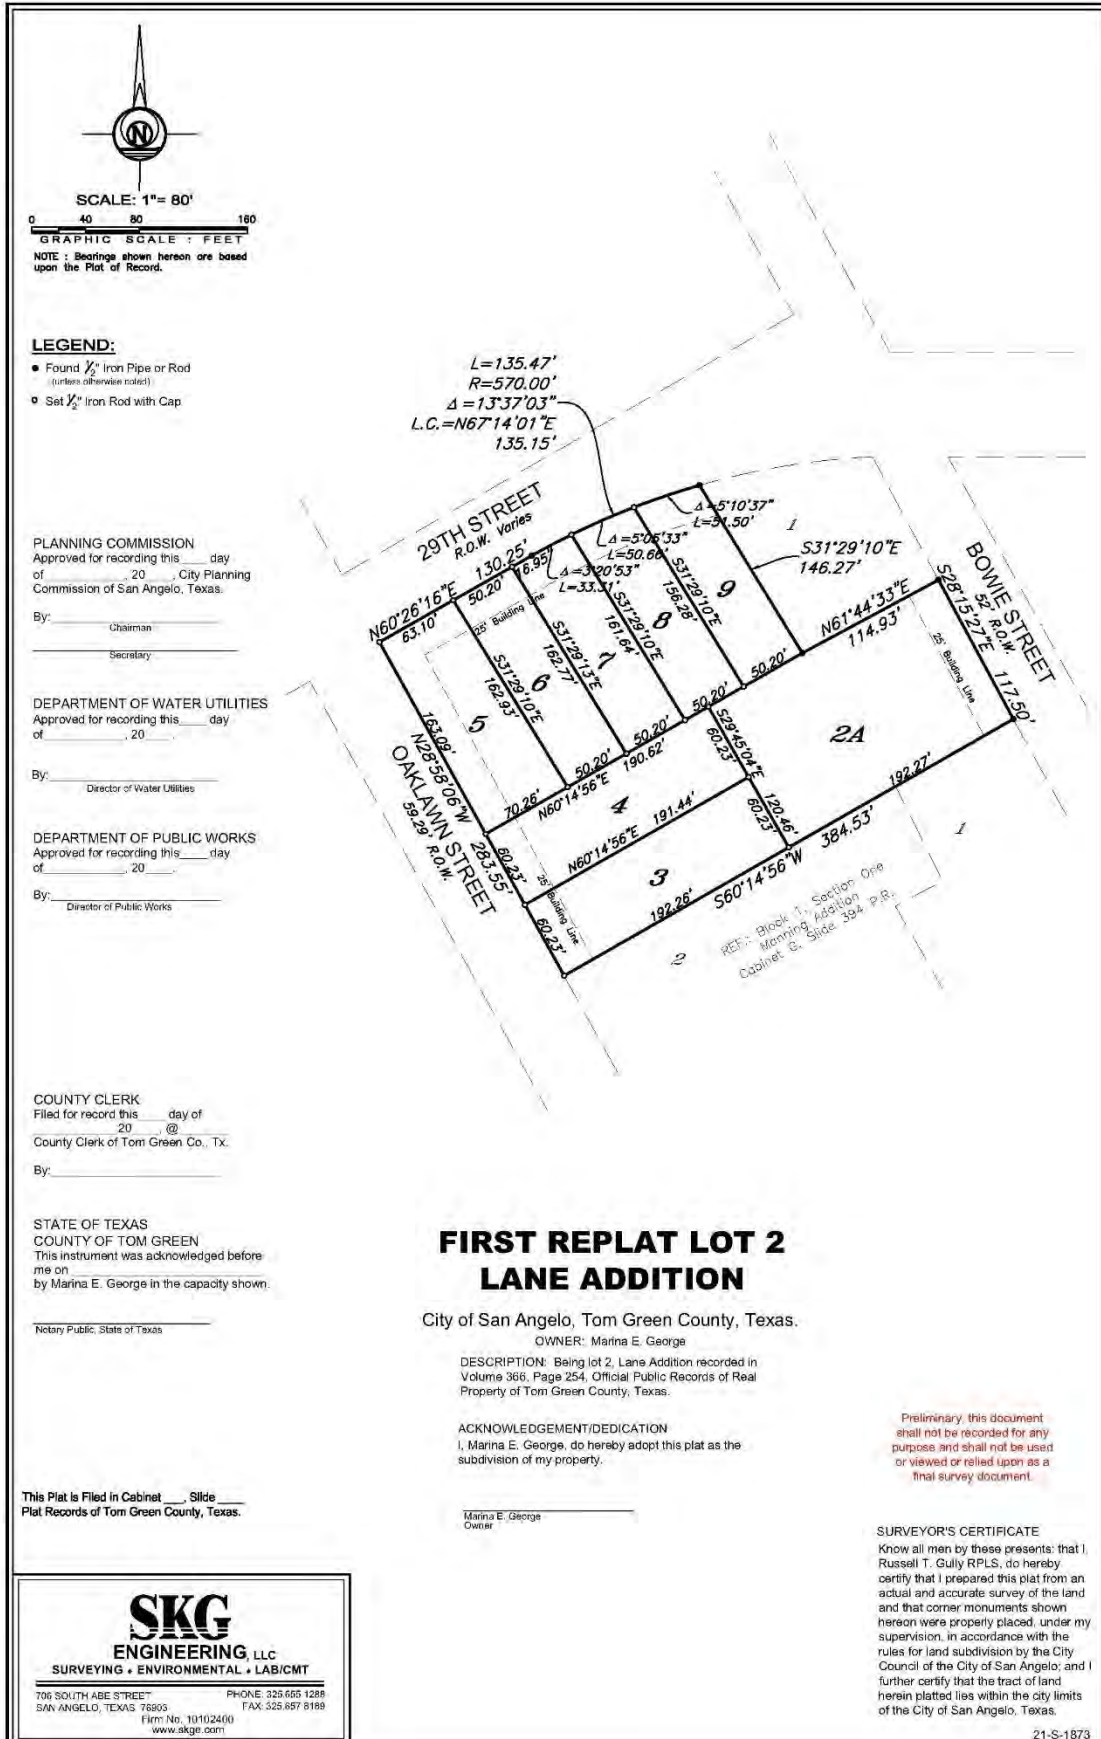 N
SCALE: 1"= 80'
0 40 80 160
GRAPHIC SCALE : FEET
NOTE : Bearings shown hereon are based
upon the Plat of Record.
LEGEND:
Found 1/2" Iron Pipe or Rod
(unless otherwise noted)
Set 1/2" Iron Rod with Cap
L=135.47'
R=570.00'
Δ=13°37'03"
L.C.=N67°14'01"E
135.15'
29TH STREET
R.O.W. Varies
N60°26'16"E
130.25'
63.10'
50.20'
16.95'
Δ=3°20'53"
L=33.31'
Δ=5°05'33"
L=50.66'
Δ=5°10'37"
L=51.50'
1
S31°29'10"E
146.27'
BOWIE STREET
52' R.O.W.
S28°15'27"E
117.50'
N61°44'33"E
114.93'
25' Building Line
25' Building Line
5
6
7
8
9
S31°29'10"E
162.93'
S31°29'13"E
162.77'
S31°29'10"E
161.64'
S31°29'10"E
156.28'
163.09'
N28°58'06"W
283.55'
OAKLAWN STREET
59.29' R.O.W.
70.26'
50.20'
50.20'
50.20'
50.20'
N60°14'56"E
190.62'
S29°45'04"E
60.23'
2A
4
N60°14'56"E 191.44'
60.23'
60.23'
120.46'
192.27'
3
25' Building Line
60.23'
192.26'
S60°14'56"W
384.53'
1
2
REF.: Block 1, Section One
Manning Addition
Cabinet G, Slide 394 P.R.
PLANNING COMMISSION
Approved for recording this day
of , 20 , City Planning
Commission of San Angelo, Texas.
By:
Chairman
Secretary
DEPARTMENT OF WATER UTILITIES
Approved for recording this day
of , 20 .
By:
Director of Water Utilities
DEPARTMENT OF PUBLIC WORKS
Approved for recording this day
of , 20 .
By:
Director of Public Works
COUNTY CLERK
Filed for record this day of
20 , @
County Clerk of Tom Green Co., Tx.
By:
STATE OF TEXAS
COUNTY OF TOM GREEN
This instrument was acknowledged before
me on
by Marina E. George in the capacity shown.
Notary Public, State of Texas
FIRST REPLAT LOT 2
LANE ADDITION
City of San Angelo, Tom Green County, Texas.
OWNER: Marina E. George
DESCRIPTION: Being lot 2, Lane Addition recorded in
Volume 366, Page 254, Official Public Records of Real
Property of Tom Green County, Texas.
ACKNOWLEDGEMENT/DEDICATION
I, Marina E. George, do hereby adopt this plat as the
subdivision of my property.
Marina E. George
Owner
Preliminary, this document
shall not be recorded for any
purpose and shall not be used
or viewed or relied upon as a
final survey document.
This Plat is Filed in Cabinet , Slide
Plat Records of Tom Green County, Texas.
SURVEYOR'S CERTIFICATE
Know all men by these presents: that I,
Russell T. Gully RPLS, do hereby
certify that I prepared this plat from an
actual and accurate survey of the land
and that corner monuments shown
hereon were properly placed, under my
supervision, in accordance with the
rules for land subdivision by the City
Council of the City of San Angelo; and I
further certify that the tract of land
herein platted lies within the city limits
of the City of San Angelo, Texas.
21-S-1873
SKG
ENGINEERING, LLC
SURVEYING • ENVIRONMENTAL • LAB/CMT
706 SOUTH ABE STREET PHONE: 325.655.1288
SAN ANGELO, TEXAS 76903 FAX: 325.657.8189
Firm No. 10102400
www.skge.com